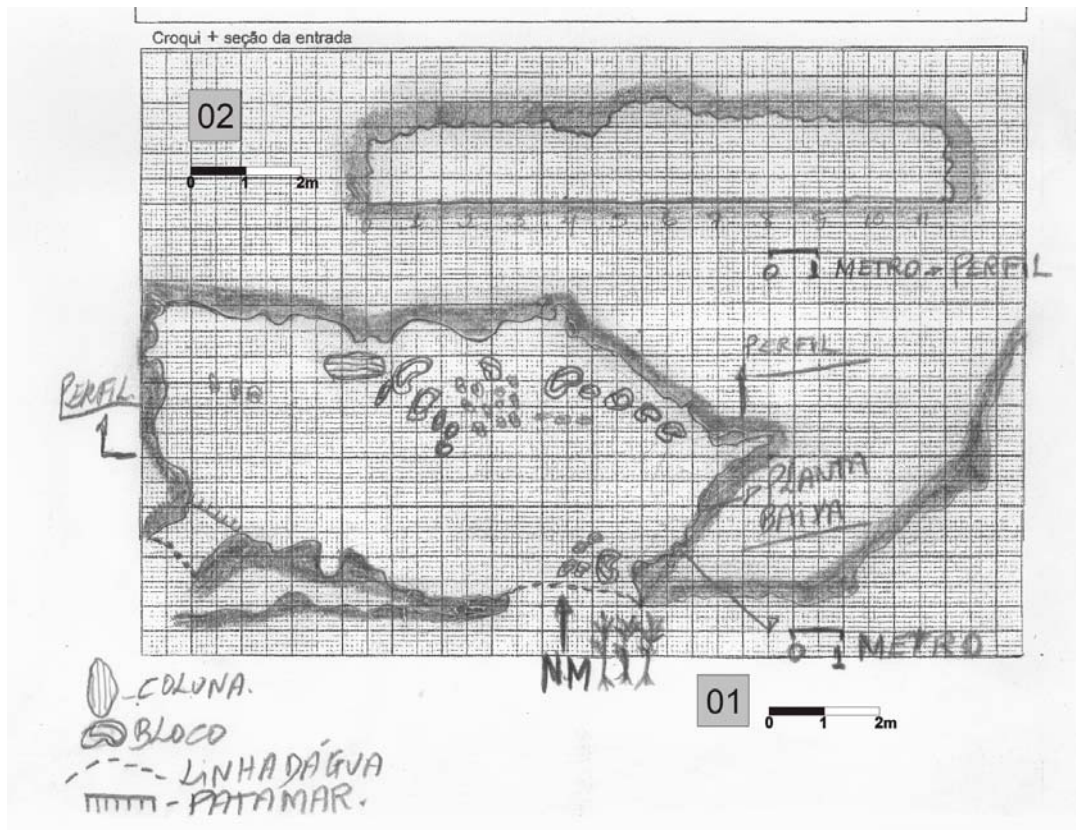 Croqui + seção da entrada
02
0 1 2m
0 1 2 3 4 5 6 7 8 9 10 11
0 1 METRO - PERFIL
PERFIL
PERFIL
PLANTA
BAIXA
NM
0 1 METRO
01
0 1 2m
COLUNA.
BLOCO
LINHA DÁGUA
PATAMAR.